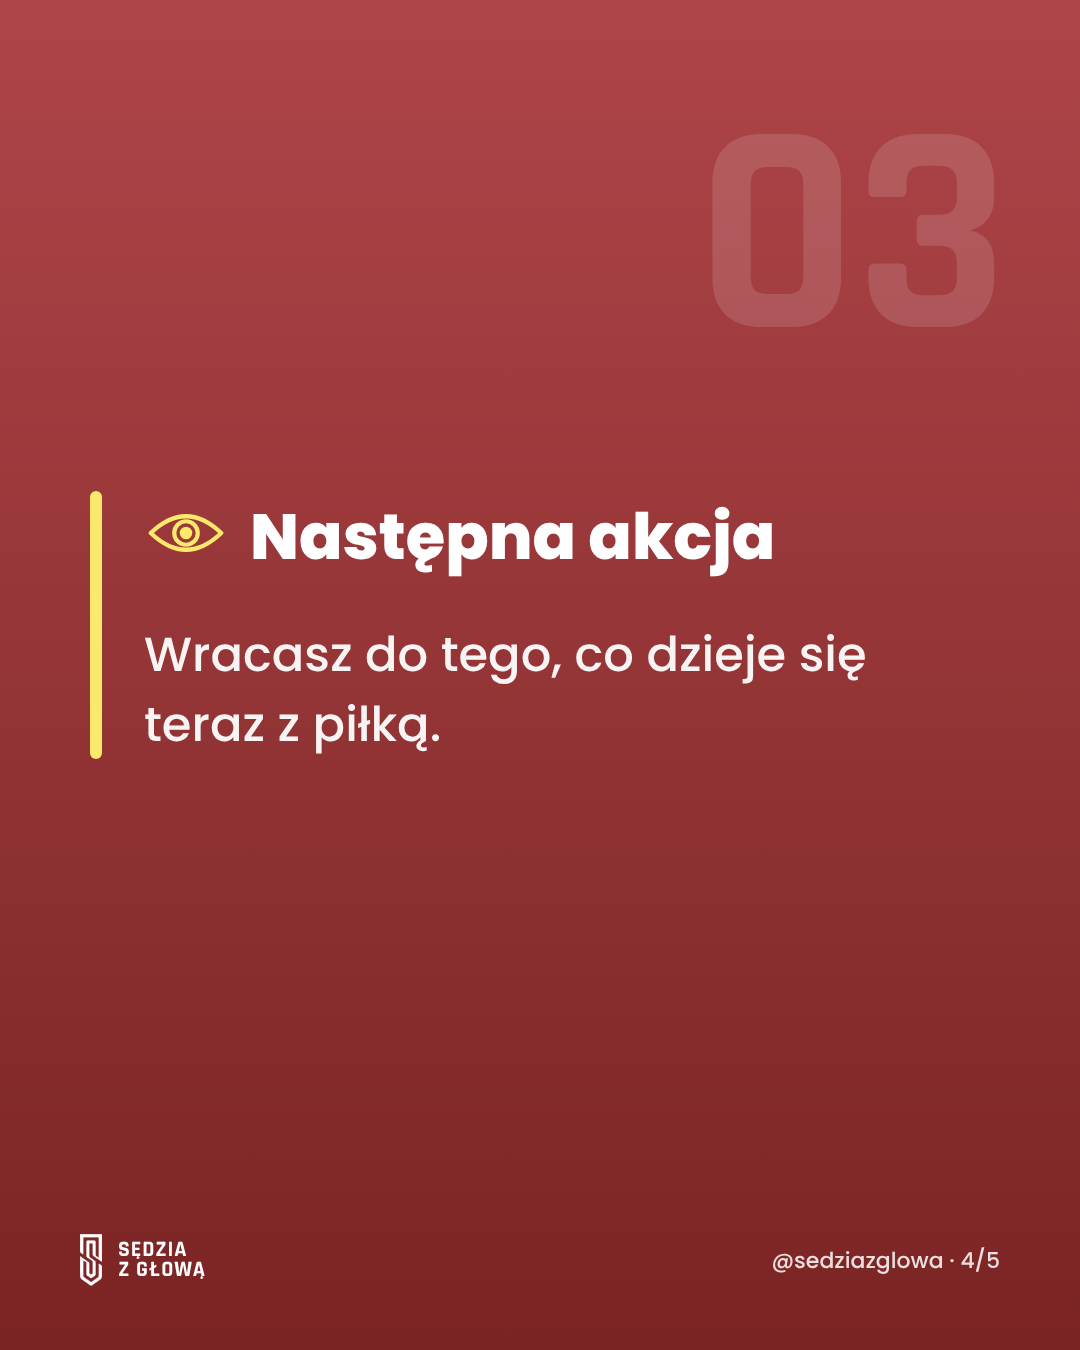 03
Następna akcja
Wracasz do tego, co dzieje się
teraz z piłką.
SĘDZIA
Z GŁOWĄ
@sedziazglowa · 4/5